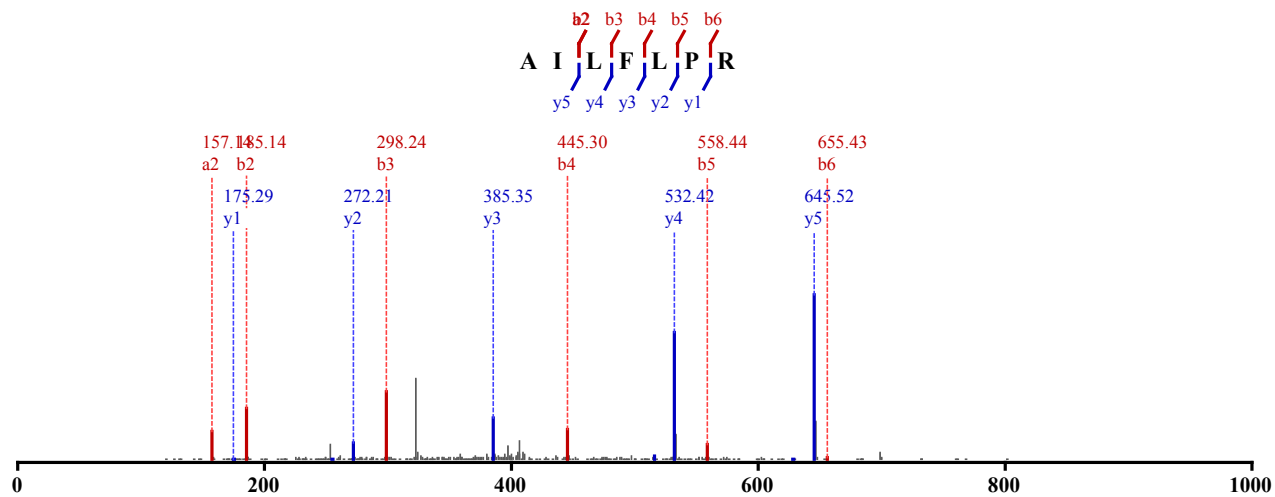 a2 b2 b3 b4 b5 b6
A I L F L P R
y5 y4 y3 y2 y1
157.14 185.14 298.24 445.30 558.44 655.43
a2 b2 b3 b4 b5 b6
175.29 272.21 385.35 532.42 645.52
y1 y2 y3 y4 y5
0 200 400 600 800 1000